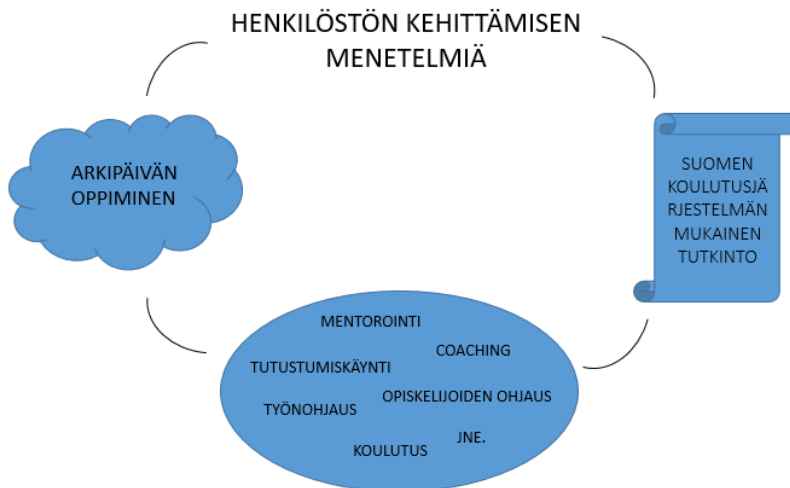 HENKILÖSTÖN KEHITTÄMISEN
MENETELMIÄ
ARKIPÄIVÄN
OPPIMINEN
SUOMEN
KOULUTUSJÄ
RJESTELMÄN
MUKAINEN
TUTKINTO
MENTOROINTI
COACHING
TUTUSTUMISKÄYNTI
OPISKELIJOIDEN OHJAUS
TYÖNOHJAUS
JNE.
KOULUTUS